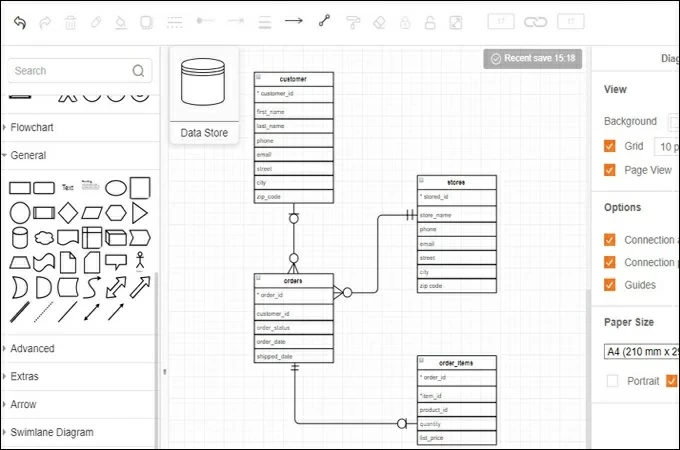 Recent save 15:18
Search
Data Store
Flowchart
General
Text
Advanced
Extras
Arrow
Swimlane Diagram
customer
* customer_id
first_name
last_name
phone
email
street
city
zip_code
orders
* order_id
customer_id
order_status
order_date
shipped_date
stores
* stored_id
store_name
phone
email
street
city
zip code
order_items
* order_id
*item_id
product_id
quantity
list_price
Diag
View
Background
Grid
10 p
Page View
Options
Connection a
Connection p
Guides
Paper Size
A4 (210 mm x 29
Portrait